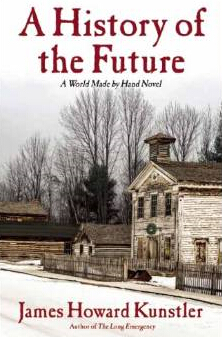 A History of
the Future
A World Made by Hand Novel
James Howard Kunstler
Author of The Long Emergency